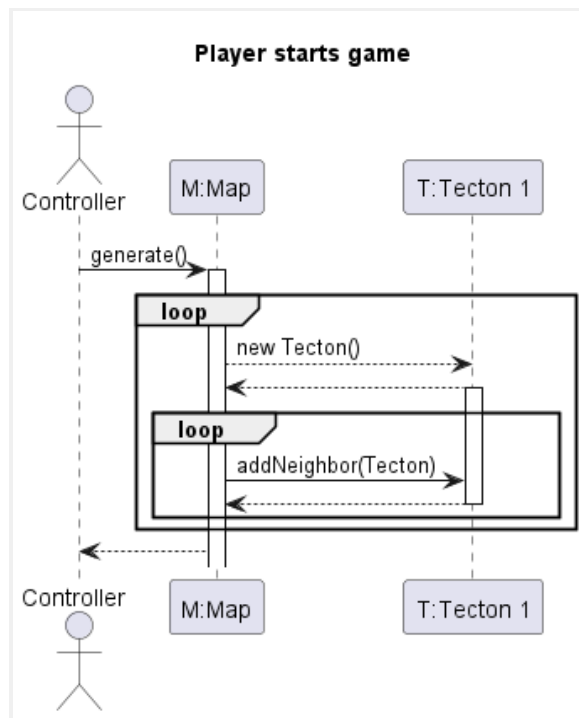 Player starts game
Controller
M:Map
T:Tecton 1
generate()
loop
new Tecton()
loop
addNeighbor(Tecton)
Controller
M:Map
T:Tecton 1